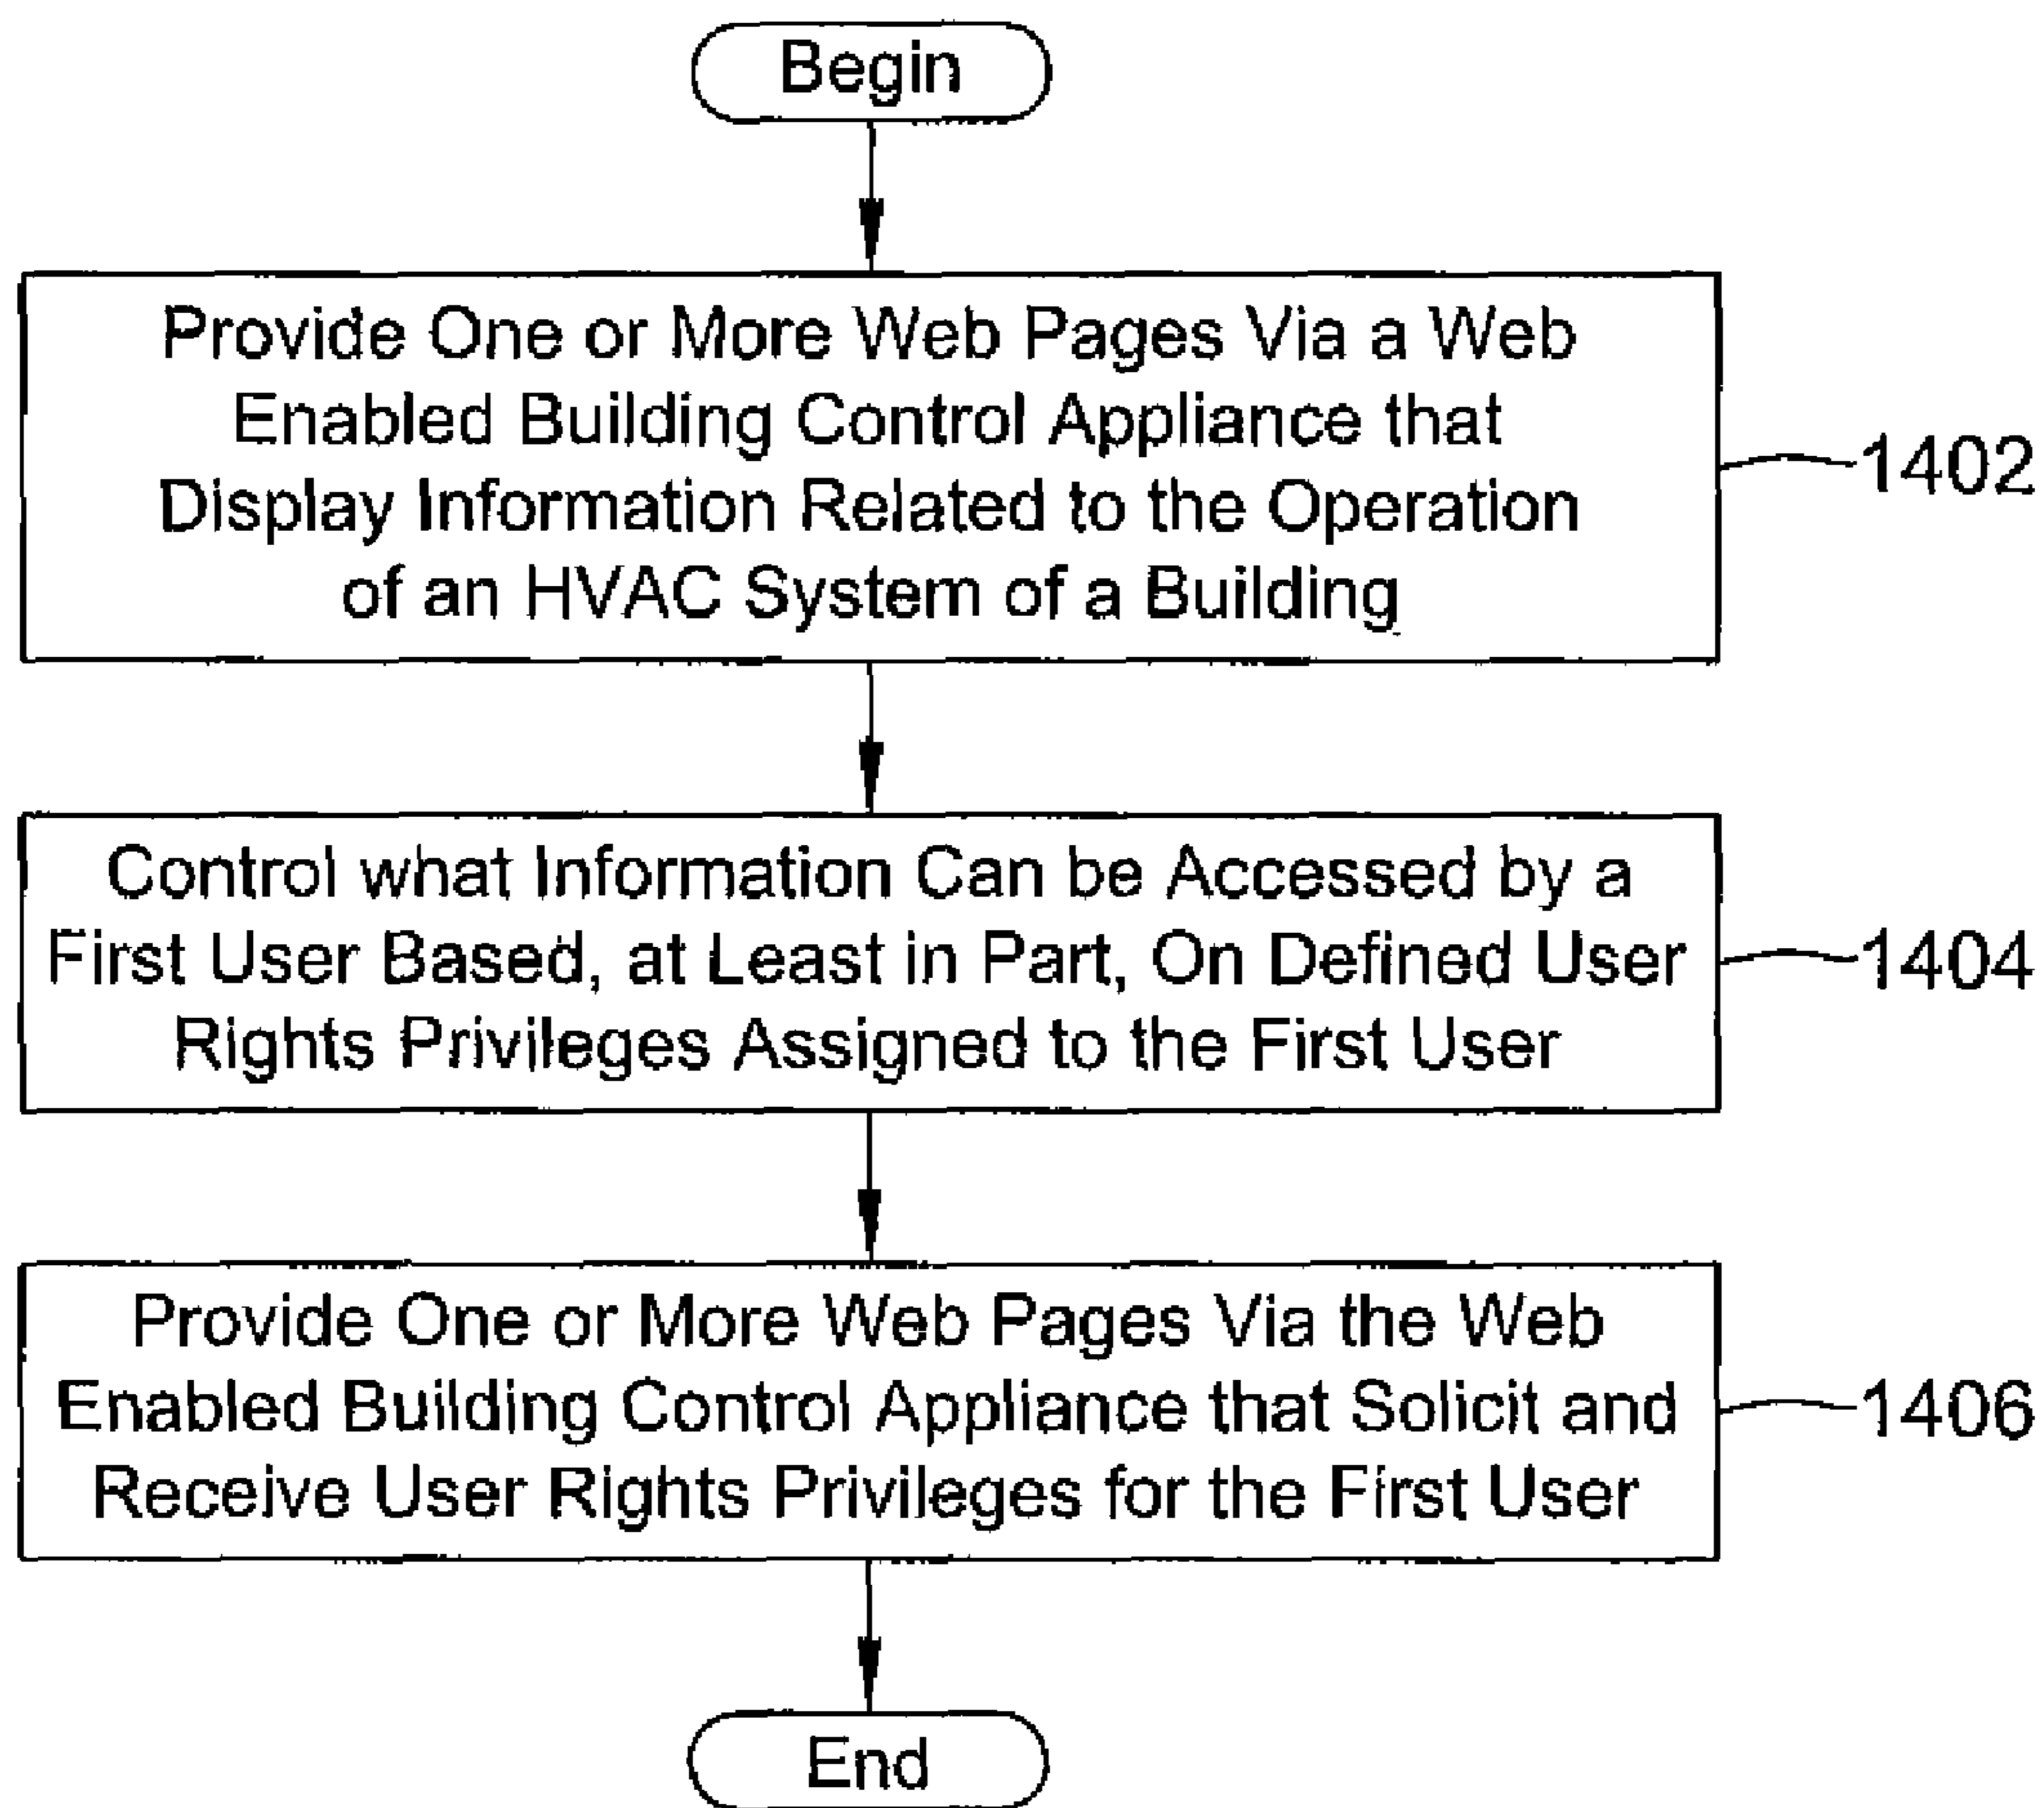 Begin
Provide One or More Web Pages Via a Web
Enabled Building Control Appliance that
Display Information Related to the Operation
of an HVAC System of a Building
1402
Control what Information Can be Accessed by a
First User Based, at Least in Part, On Defined User
Rights Privileges Assigned to the First User
1404
Provide One or More Web Pages Via the Web
Enabled Building Control Appliance that Solicit and
Receive User Rights Privileges for the First User
1406
End